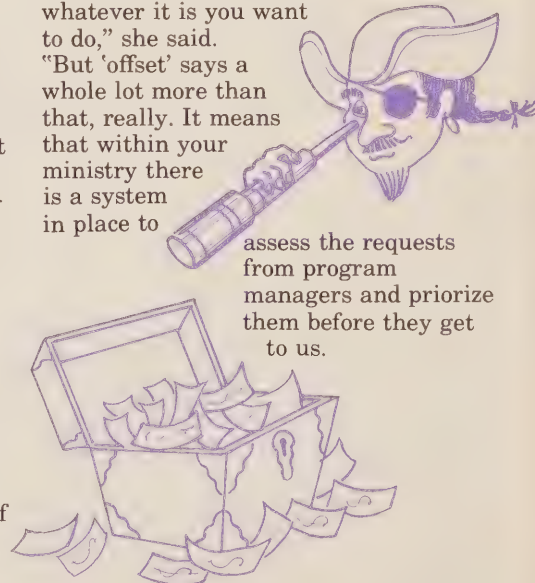 whatever it is you want
to do,” she said.
“But ‘offset’ says a
whole lot more than
that, really. It means
that within your
ministry there
is a system
in place to
assess the requests
from program
managers and priorize
them before they get
to us.